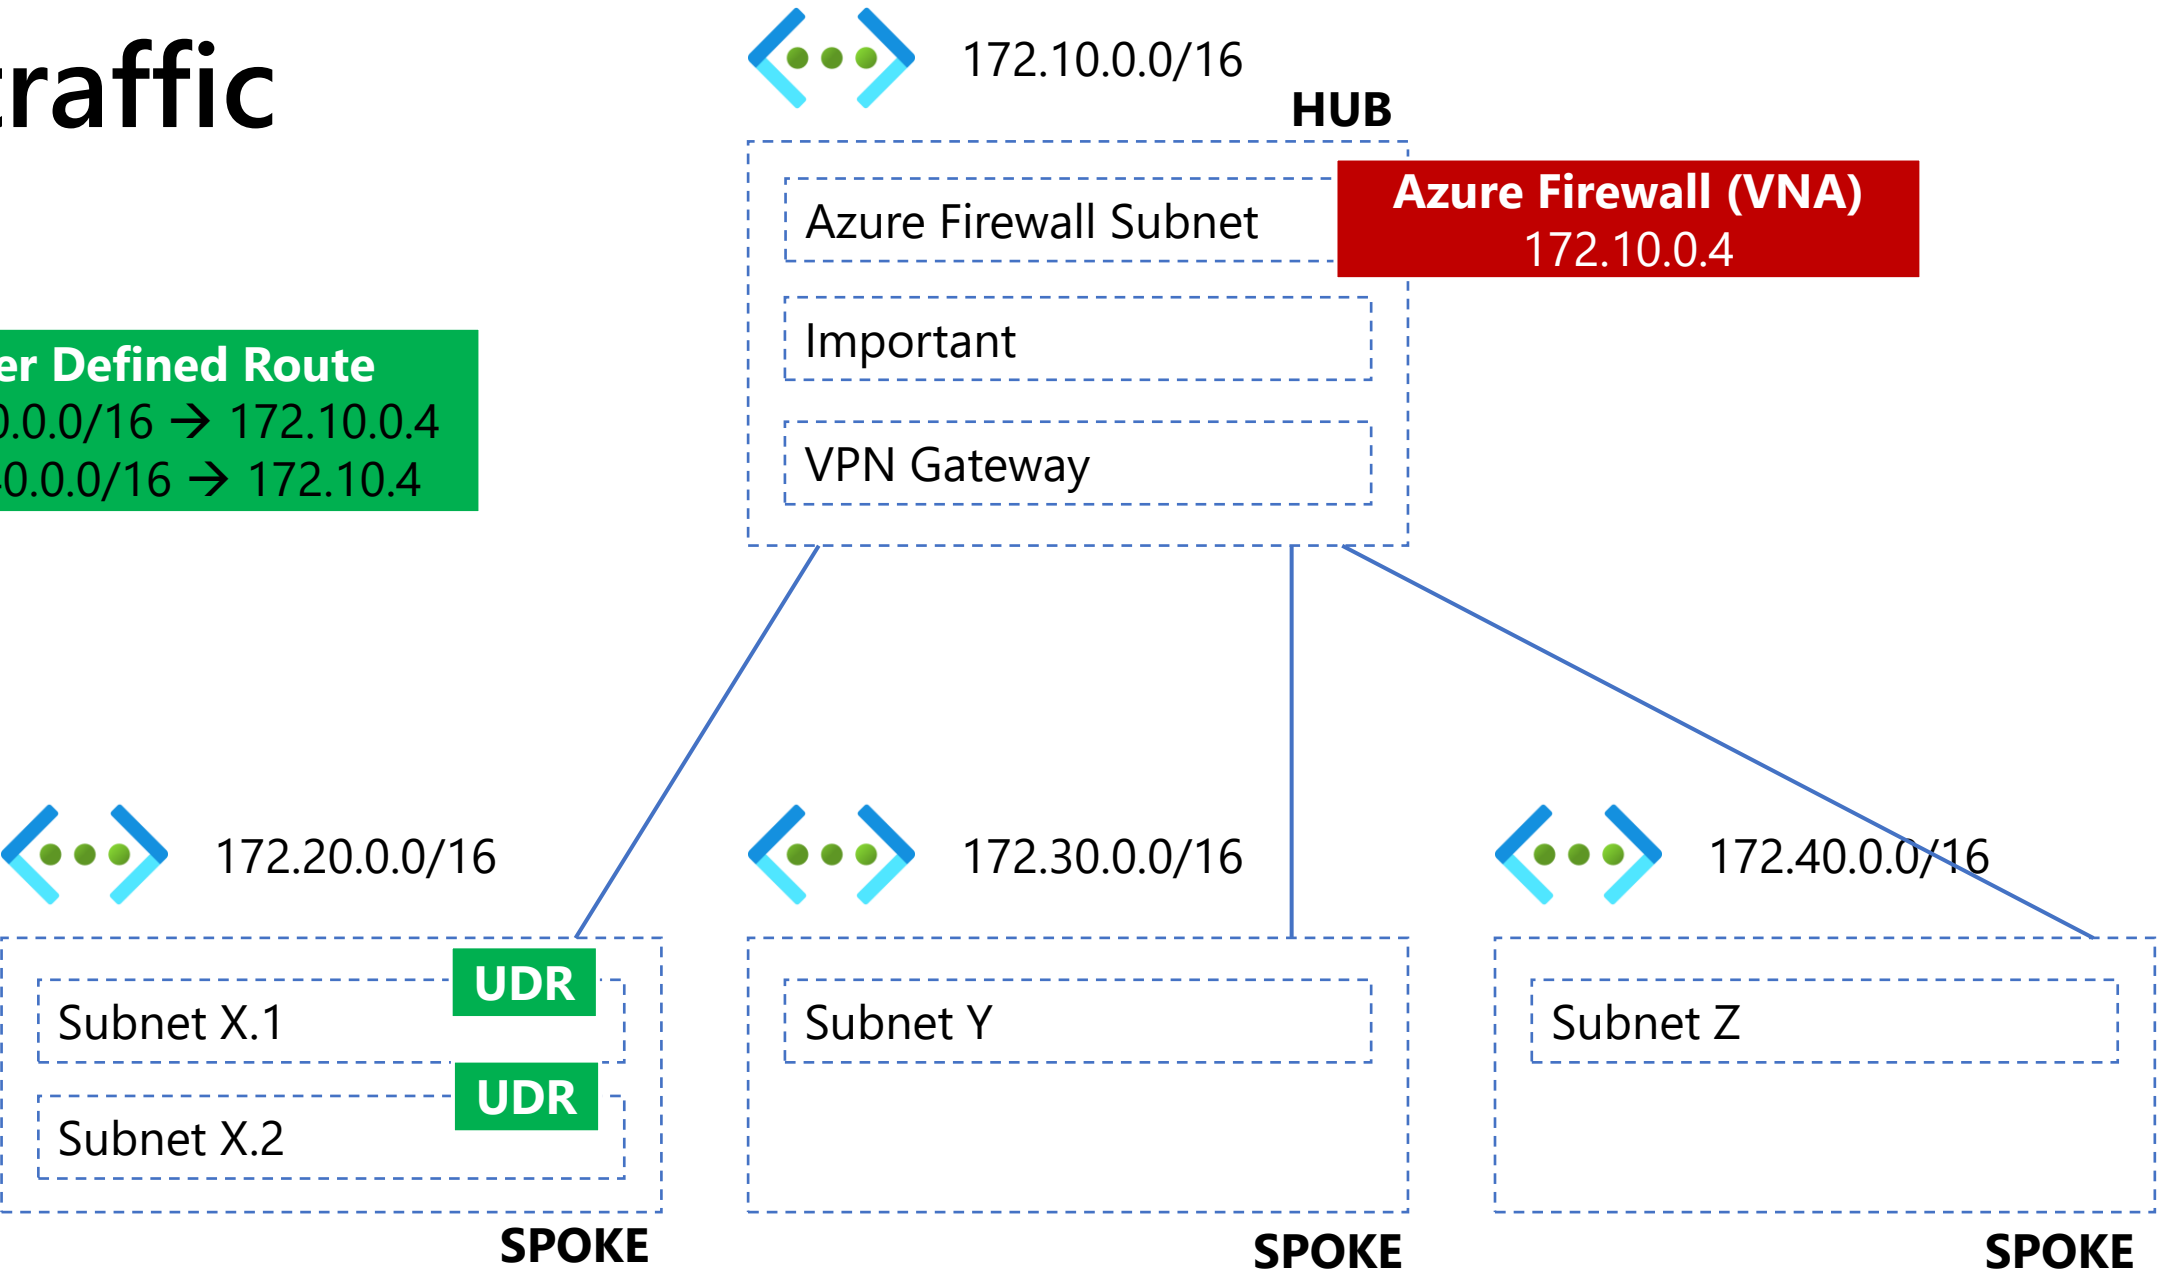 traffic
172.10.0.0/16
HUB
Azure Firewall Subnet
Azure Firewall (VNA)
172.10.0.4
Important
VPN Gateway
er Defined Route
0.0.0/16 → 172.10.0.4
40.0.0/16 → 172.10.4
172.20.0.0/16
172.30.0.0/16
172.40.0.0/16
UDR
Subnet X.1
UDR
Subnet X.2
Subnet Y
Subnet Z
SPOKE
SPOKE
SPOKE